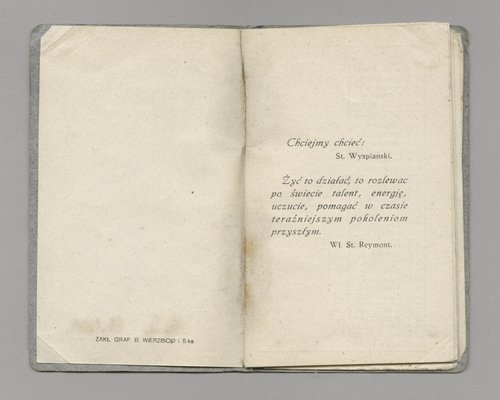 ZAKŁ. GRAF. B. WIERZBICKI i S-ka
Chciejmy chcieć!
St. Wyspiański.
Żyć to działać, to rozlewac
po świecie talent, energję,
uczucie, pomagać w czasie
teraźniejszym pokoleniom
przyszłym.
Wł. St. Reymont.